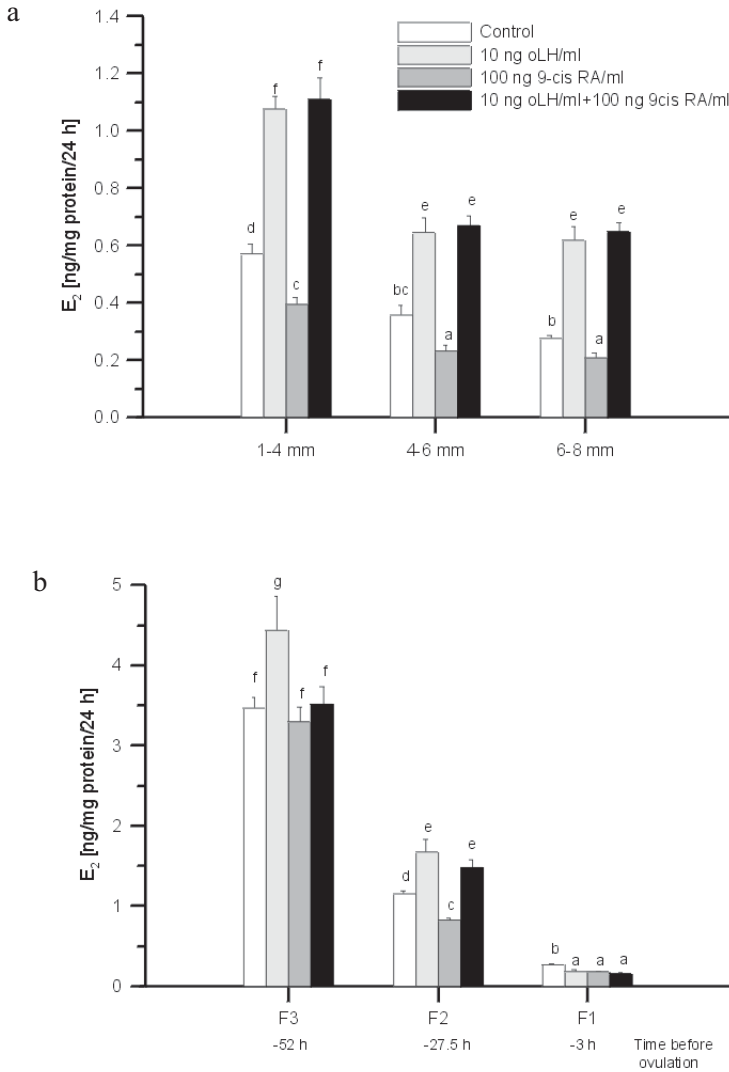 a
Control
10 ng oLH/ml
100 ng 9-cis RA/ml
10 ng oLH/ml+100 ng 9cis RA/ml
E2 [ng/mg protein/24 h]
1.4
1.2
1.0
0.8
0.6
0.4
0.2
0.0
d f c f
bc e a e
b e a e
1-4 mm 4-6 mm 6-8 mm
b
E2 [ng/mg protein/24 h]
5
4
3
2
1
0
f g f f
d e c e
b a a a
F3 F2 F1
-52 h -27.5 h -3 h Time before
ovulation